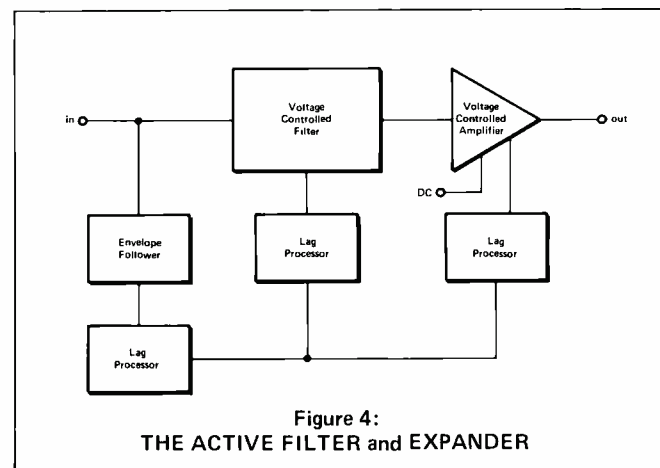 in
Voltage
Controlled
Filter
Voltage
Controlled
Amplifier
out
DC
Envelope
Follower
Lag
Processor
Lag
Processor
Lag
Processor
Figure 4:
THE ACTIVE FILTER and EXPANDER